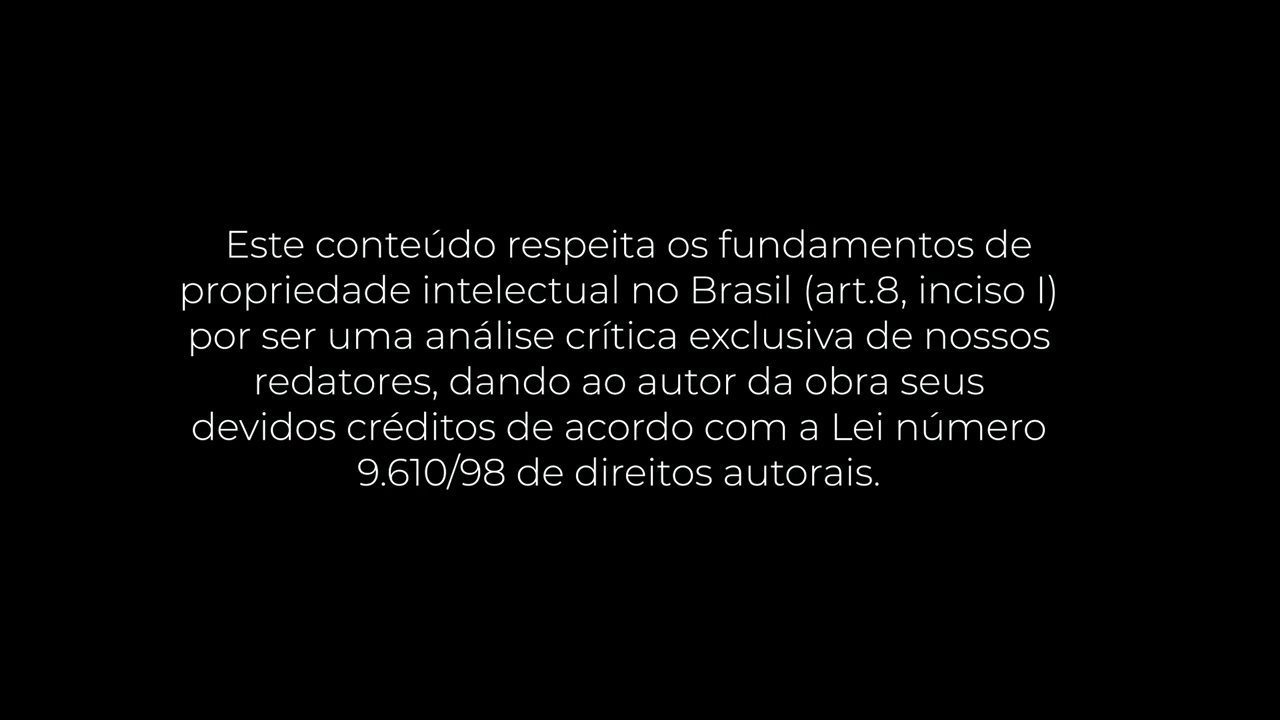 Este conteúdo respeita os fundamentos de
propriedade intelectual no Brasil (art.8, inciso I)
por ser uma análise crítica exclusiva de nossos
redatores, dando ao autor da obra seus
devidos créditos de acordo com a Lei número
9.610/98 de direitos autorais.